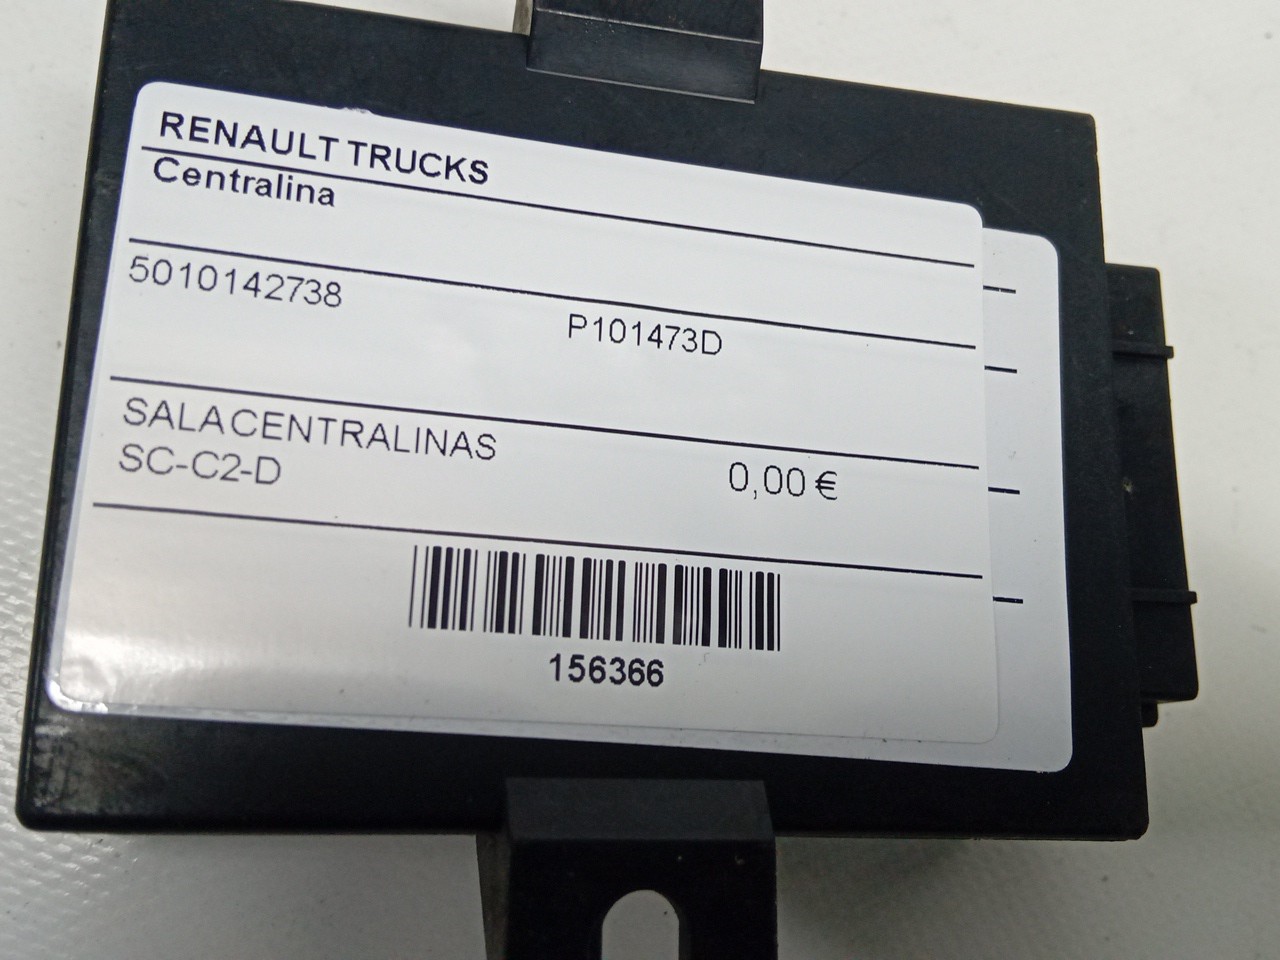 RENAULT TRUCKS
Centralina
5010142738
P101473D
SALACENTRALINAS
SC-C2-D
0,00 €
156366